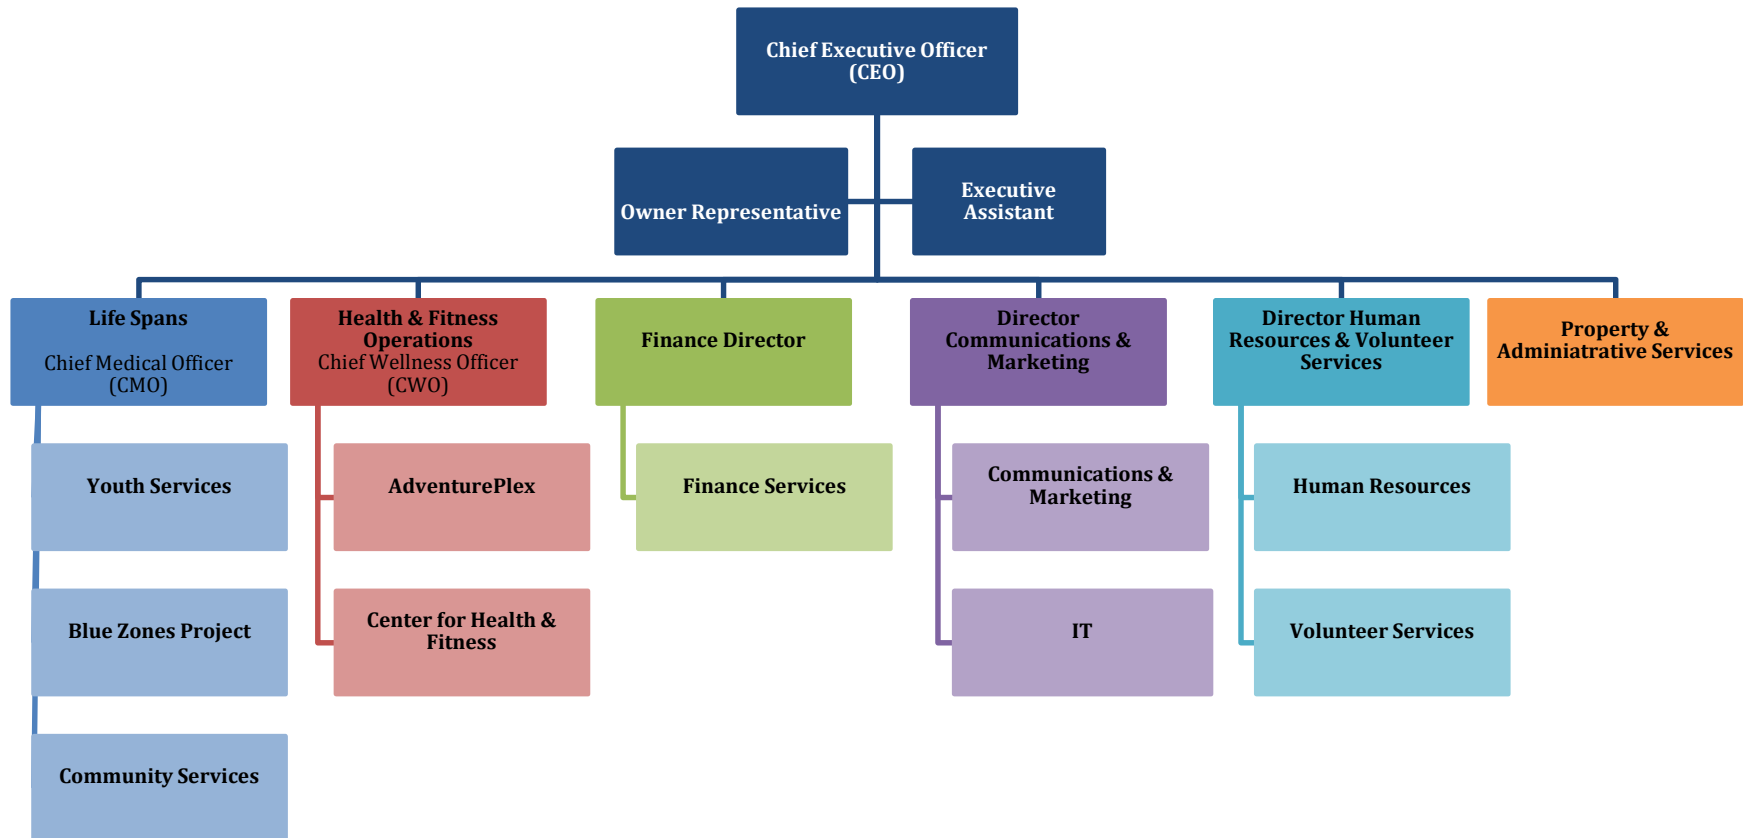 Chief Executive Officer
(CEO)
Owner Representative
Executive
Assistant
Life Spans
Chief Medical Officer
(CMO)
Health & Fitness
Operations
Chief Wellness Officer
(CWO)
Finance Director
Director
Communications &
Marketing
Director Human
Resources & Volunteer
Services
Property &
Adminiatrative Services
Youth Services
AdventurePlex
Finance Services
Communications &
Marketing
Human Resources
Blue Zones Project
Center for Health &
Fitness
IT
Volunteer Services
Community Services